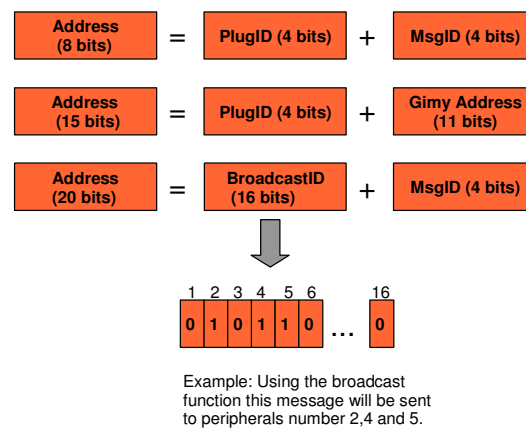 Address (8 bits) = PlugID (4 bits) + MsgID (4 bits)
Address (15 bits) = PlugID (4 bits) + Gimy Address (11 bits)
Address (20 bits) = BroadcastID (16 bits) + MsgID (4 bits)
1 2 3 4 5 6 16
0 1 0 1 1 0 ... 0
Example: Using the broadcast
function this message will be sent
to peripherals number 2,4 and 5.